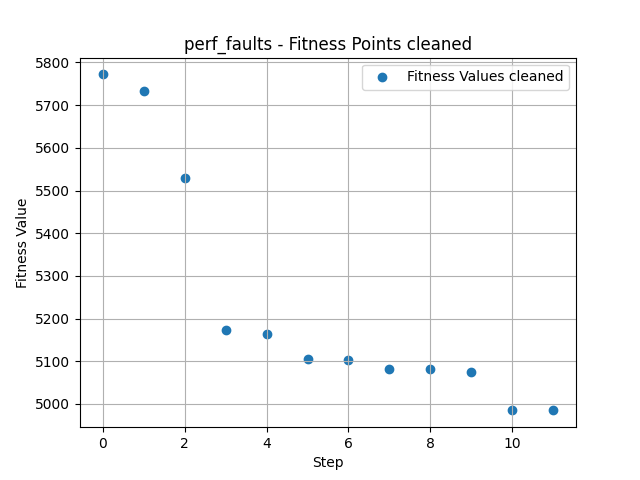 perf_faults - Fitness Points cleaned
Fitness Values cleaned
5800
5700
5600
5500
5400
5300
5200
5100
5000
Fitness Value
0 2 4 6 8 10
Step